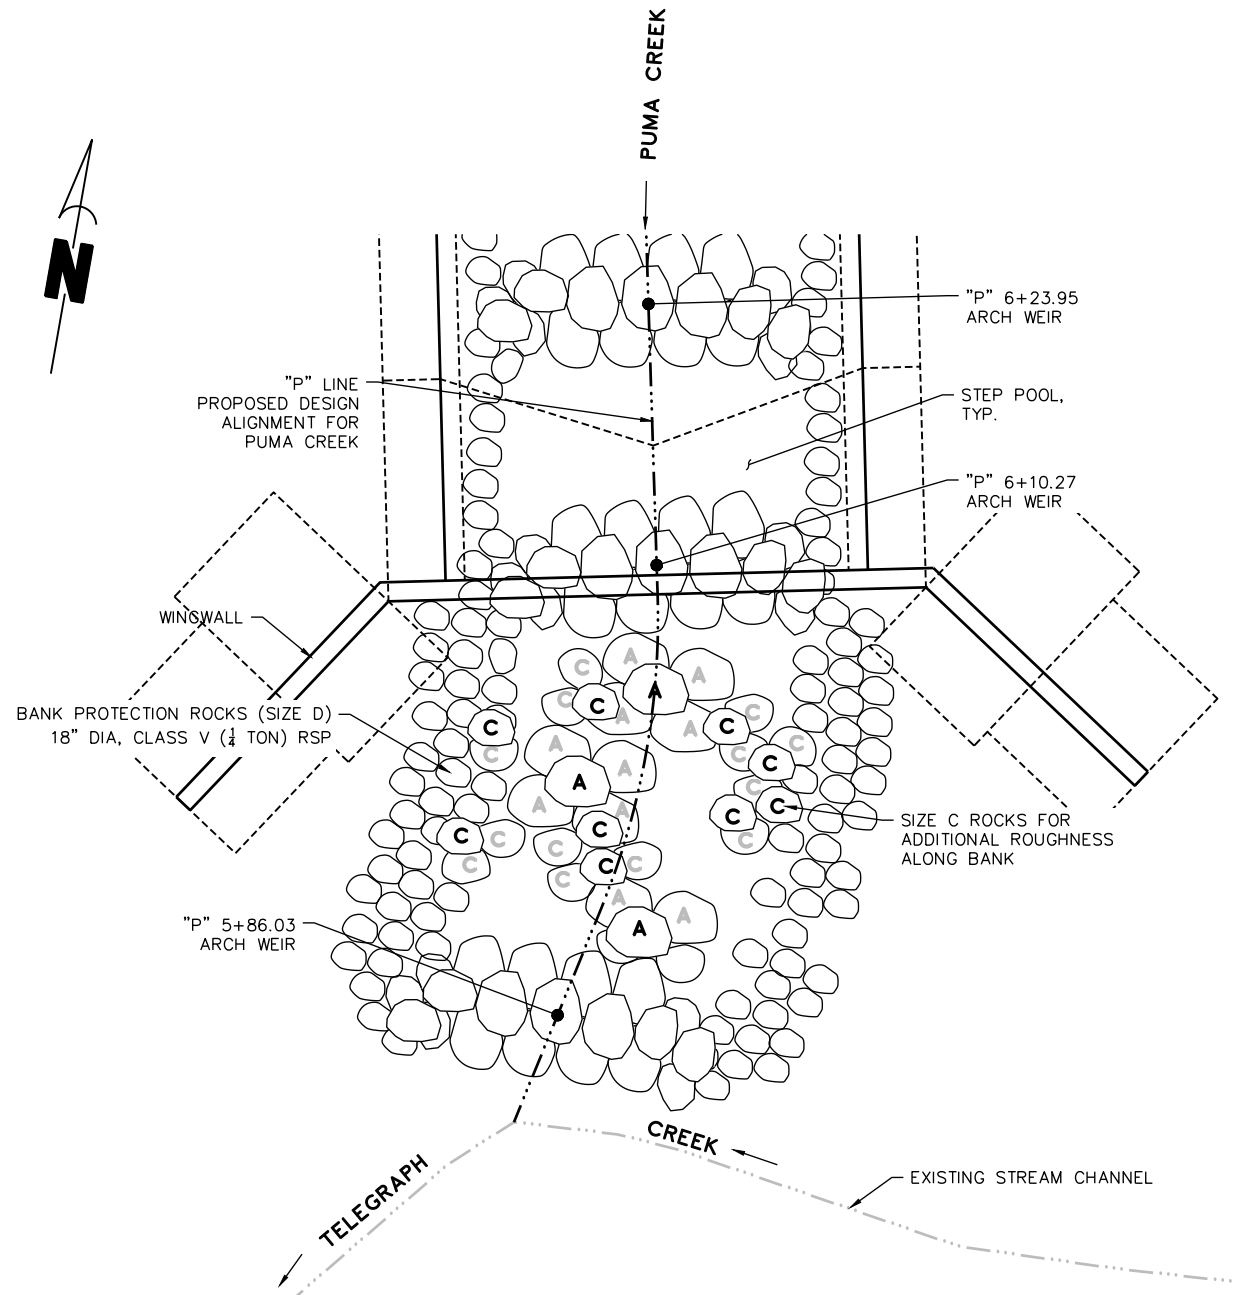 PUMA CREEK
N
"P" 6+23.95
ARCH WEIR
"P" LINE
PROPOSED DESIGN
ALIGNMENT FOR
PUMA CREEK
STEP POOL,
TYP.
"P" 6+10.27
ARCH WEIR
WINGWALL
A
C
A
A
C
C
A
C
A
C
C
C
C
A
C
C
A
C
A
C
A
A
C
C
C
C
C
C
C
C
C
C
C
A
A
A
BANK PROTECTION ROCKS (SIZE D)
18" DIA, CLASS V (1/4 TON) RSP
SIZE C ROCKS FOR
ADDITIONAL ROUGHNESS
ALONG BANK
"P" 5+86.03
ARCH WEIR
TELEGRAPH CREEK
EXISTING STREAM CHANNEL